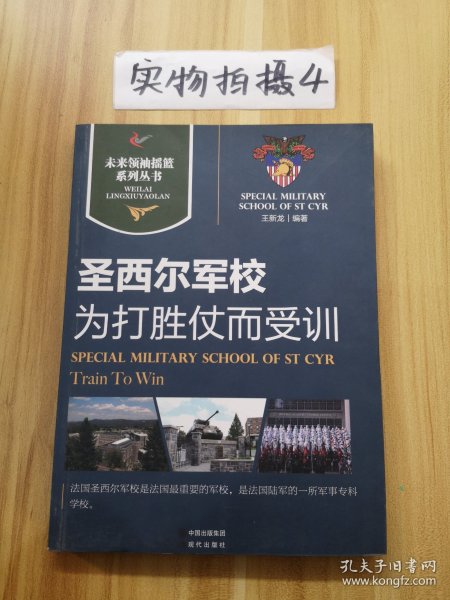 实物拍摄4
未来领袖摇篮
系列丛书
WEILAI
LINGXIUYAOLAN
SPECIAL MILITARY
SCHOOL OF ST CYR
王新龙 | 编著
圣西尔军校
为打胜仗而受训
SPECIAL MILITARY SCHOOL OF ST CYR
Train To Win
法国圣西尔军校是法国最重要的军校，是法国陆军的一所军事专科
学校。
中国出版集团
现代出版社
孔夫子旧书网
www.kongfz.com